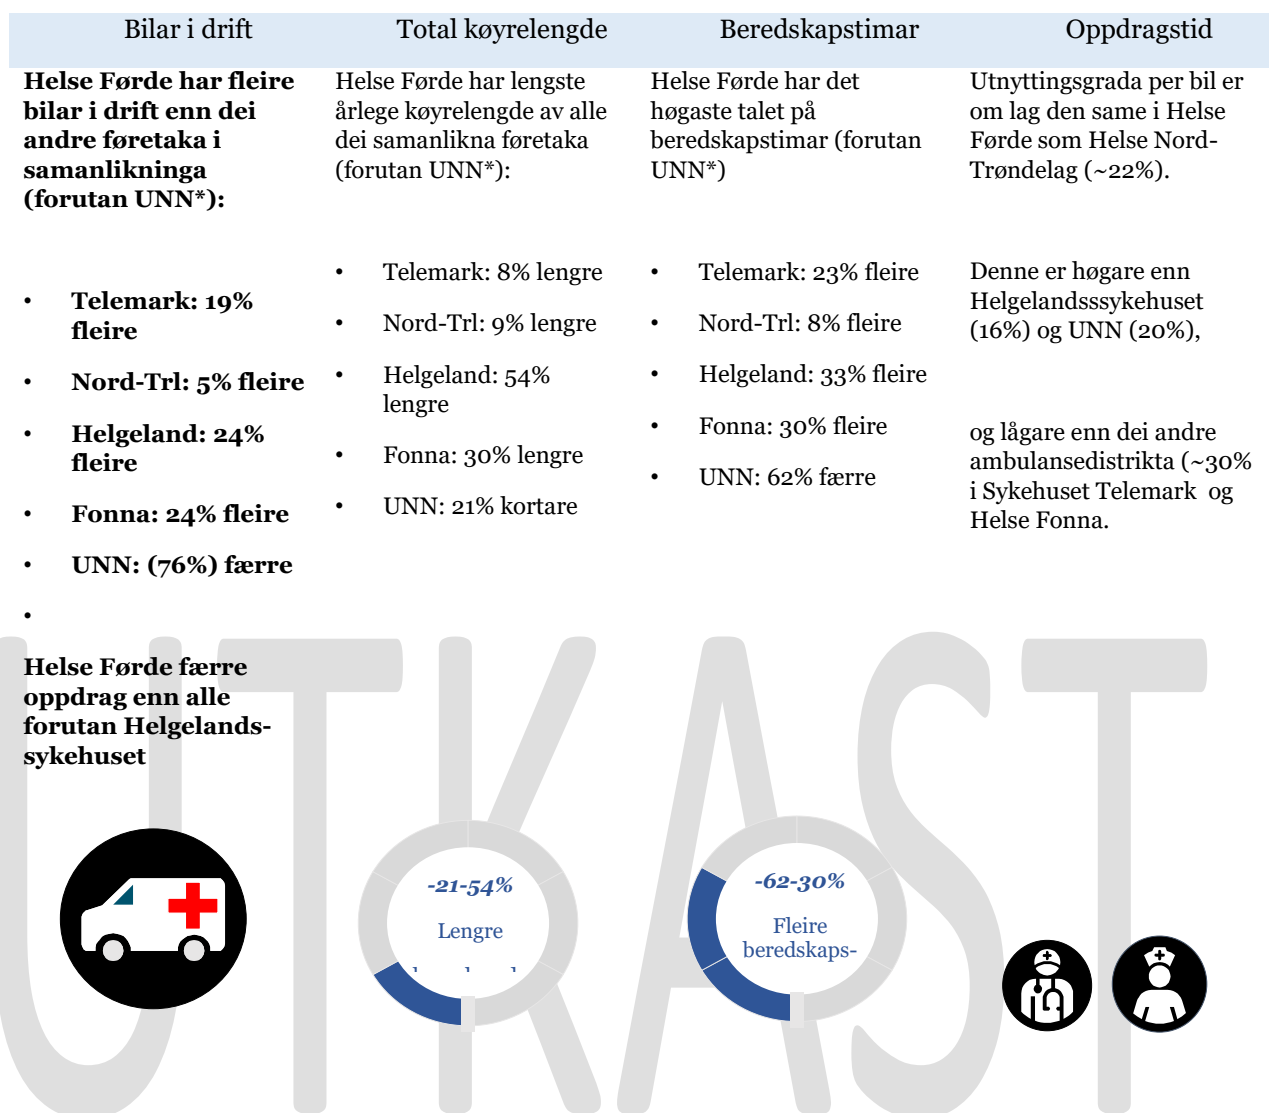 Bilar i drift
Helse Førde har fleire
bilar i drift enn dei
andre føretaka i
samanlikninga
(forutan UNN*):
• Telemark: 19%
fleire
• Nord-Trl: 5% fleire
• Helgeland: 24%
fleire
• Fonna: 24% fleire
• UNN: (76%) færre
•
Helse Førde færre
oppdrag enn alle
forutan Helgelands-
sykehuset
Total køyrelengde
Helse Førde har lengste
årlege køyrelengde av alle
dei samanlikna føretaka
(forutan UNN*):
• Telemark: 8% lengre
• Nord-Trl: 9% lengre
• Helgeland: 54%
lengre
• Fonna: 30% lengre
• UNN: 21% kortare
-21-54%
Lengre
Beredskapstimar
Helse Førde har det
høgaste talet på
beredskapstimar (forutan
UNN*)
• Telemark: 23% fleire
• Nord-Trl: 8% fleire
• Helgeland: 33% fleire
• Fonna: 30% fleire
• UNN: 62% færre
-62-30%
Fleire
beredskaps-
Oppdragstid
Utnyttingsgrada per bil er
om lag den same i Helse
Førde som Helse Nord-
Trøndelag (~22%).
Denne er høgare enn
Helgelandsssykehuset
(16%) og UNN (20%),
og lågare enn dei andre
ambulansedistrikta (~30%
i Sykehuset Telemark og
Helse Fonna.
UTKAST